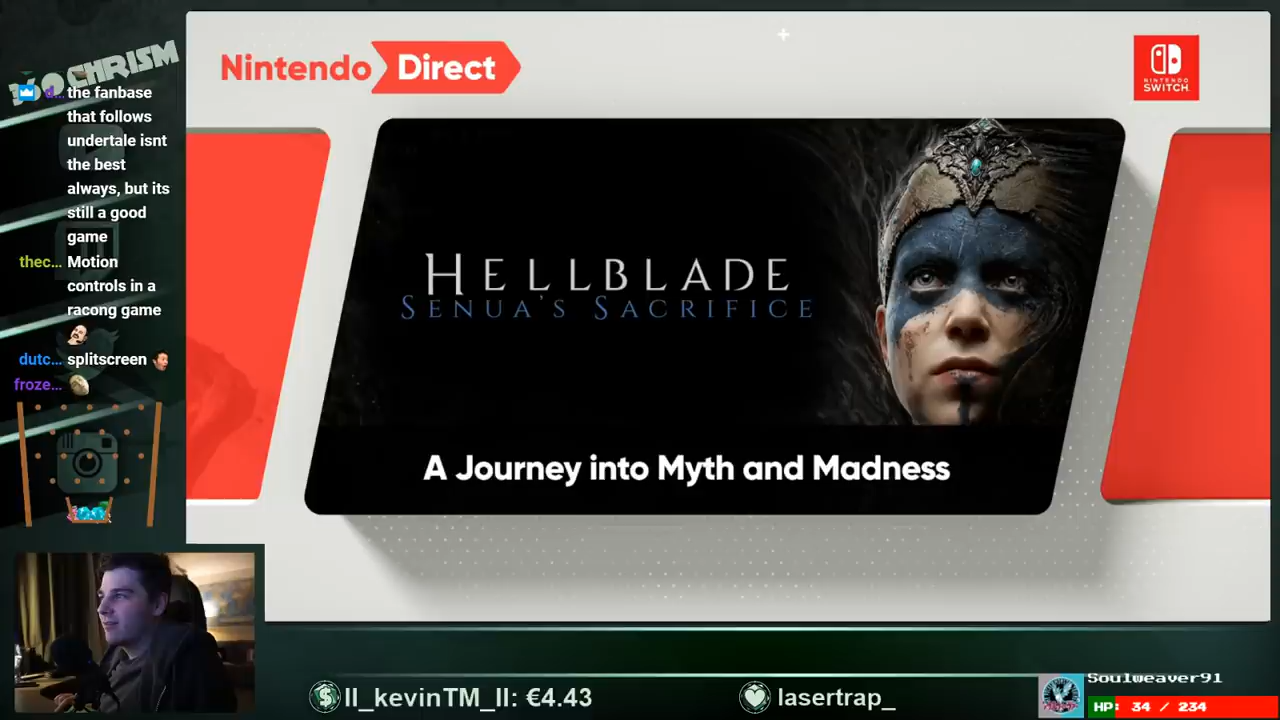 CHRISM
the fanbase
that follows
undertale isnt
the best
always, but its
still a good
game
thec... Motion
controls in a
racong game
dutc... splitscreen
froze...
Nintendo Direct
NINTENDO
SWITCH
HELLBLADE
SENUA'S SACRIFICE
A Journey into Myth and Madness
ll_kevinTM_ll: €4.43
lasertrap_
Soulweaver91
HP: 34 / 234